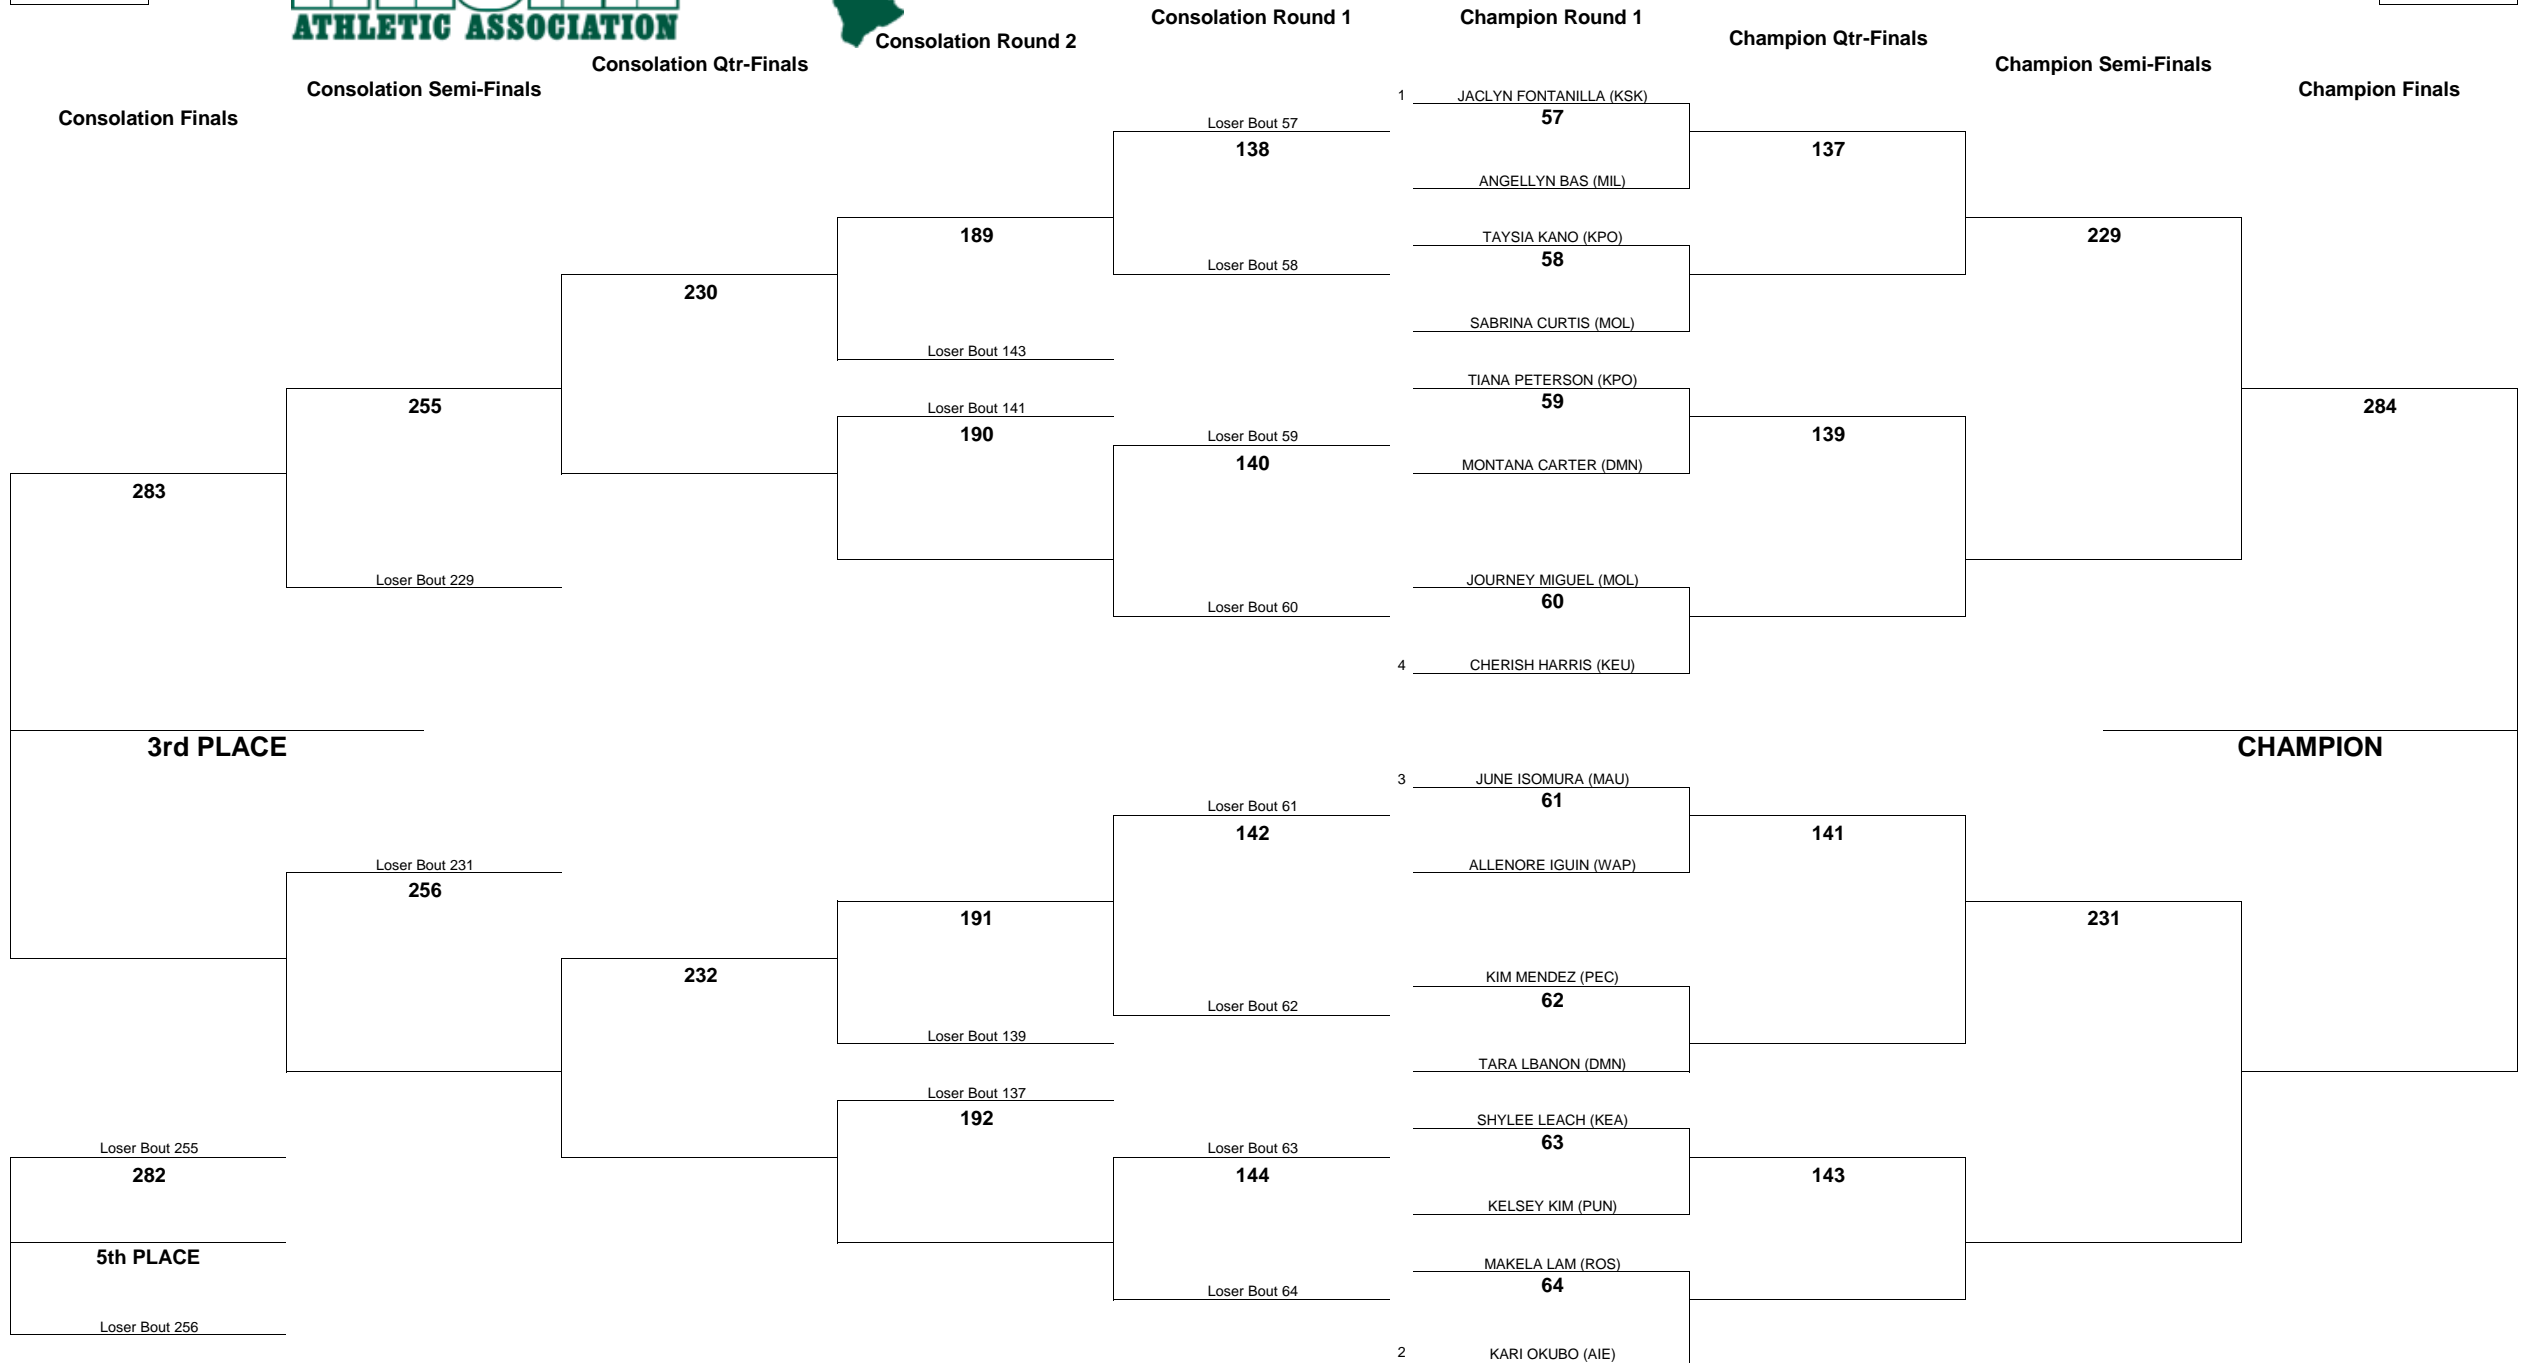 ATHLETIC ASSOCIATION
Consolation Round 1
Champion Round 1
Consolation Round 2
Champion Qtr-Finals
Consolation Qtr-Finals
Champion Semi-Finals
Consolation Semi-Finals
Champion Finals
Consolation Finals
1 JACLYN FONTANILLA (KSK)
57
Loser Bout 57
138
137
ANGELLYN BAS (MIL)
189
TAYSIA KANO (KPO)
229
58
Loser Bout 58
230
SABRINA CURTIS (MOL)
Loser Bout 143
TIANA PETERSON (KPO)
59
255
Loser Bout 141
284
190
Loser Bout 59
139
140
MONTANA CARTER (DMN)
283
Loser Bout 229
JOURNEY MIGUEL (MOL)
60
Loser Bout 60
4 CHERISH HARRIS (KEU)
3rd PLACE
CHAMPION
3 JUNE ISOMURA (MAU)
61
Loser Bout 61
142
141
Loser Bout 231
ALLENORE IGUIN (WAP)
256
191
231
232
KIM MENDEZ (PEC)
62
Loser Bout 62
Loser Bout 139
TARA LBANON (DMN)
Loser Bout 137
192
SHYLEE LEACH (KEA)
63
Loser Bout 255
Loser Bout 63
282
144
143
KELSEY KIM (PUN)
5th PLACE
MAKELA LAM (ROS)
64
Loser Bout 64
Loser Bout 256
2 KARI OKUBO (AIE)